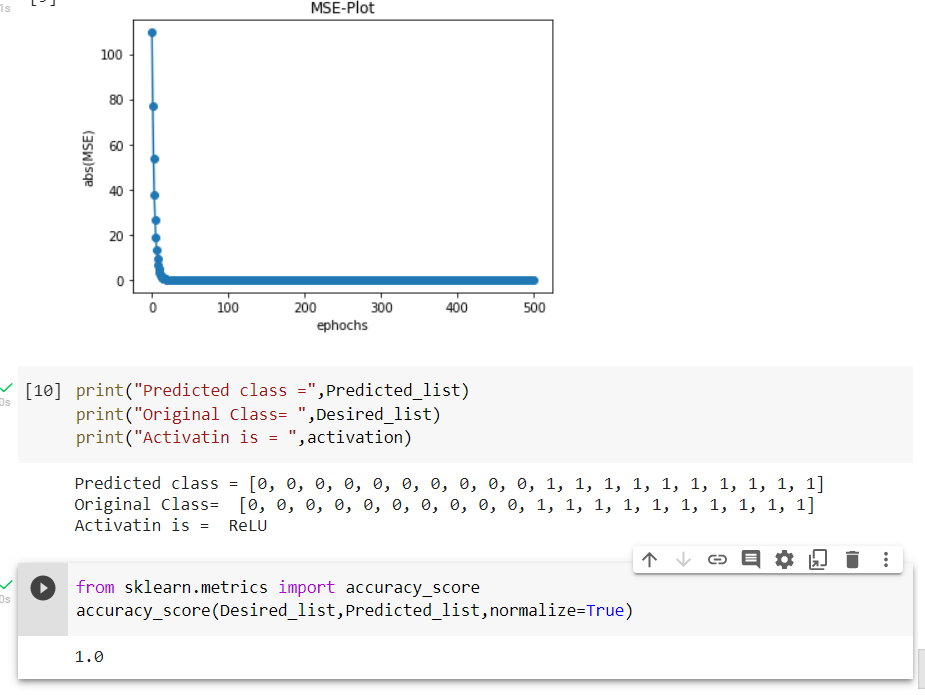 1s
MSE-Plot
100
80
60
40
20
0
abs(MSE)
0 100 200 300 400 500
ephochs
[10] print("Predicted class =",Predicted_list)
0s print("Original Class= ",Desired_list)
print("Activatin is = ",activation)
Predicted class = [0, 0, 0, 0, 0, 0, 0, 0, 0, 0, 1, 1, 1, 1, 1, 1, 1, 1, 1, 1]
Original Class=  [0, 0, 0, 0, 0, 0, 0, 0, 0, 0, 1, 1, 1, 1, 1, 1, 1, 1, 1, 1]
Activatin is =  ReLU
from sklearn.metrics import accuracy_score
0s accuracy_score(Desired_list,Predicted_list,normalize=True)
1.0